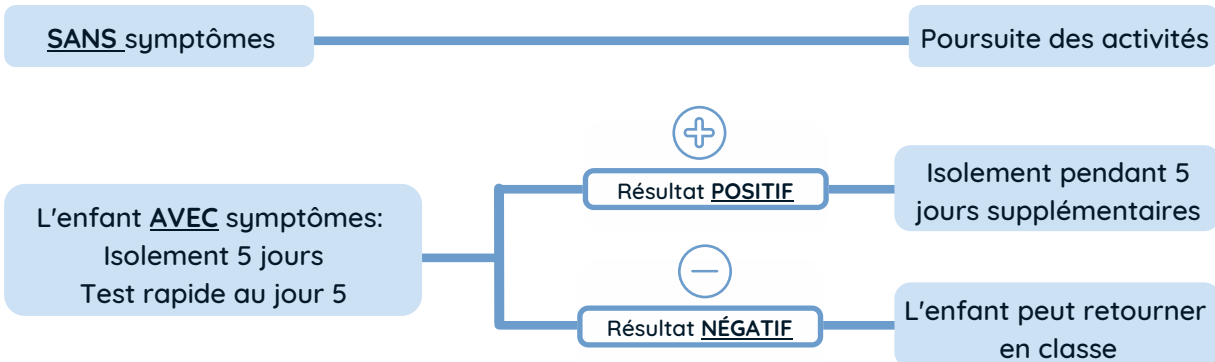 SANS symptômes
Poursuite des activités
L'enfant AVEC symptômes:
Isolement 5 jours
Test rapide au jour 5
Résultat POSITIF
Isolement pendant 5
jours supplémentaires
Résultat NÉGATIF
L'enfant peut retourner
en classe